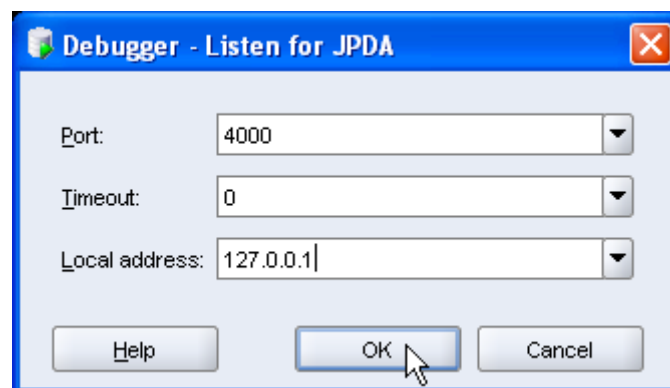 Debugger - Listen for JPDA
Port: 4000
Timeout: 0
Local address: 127.0.0.1
Help OK Cancel